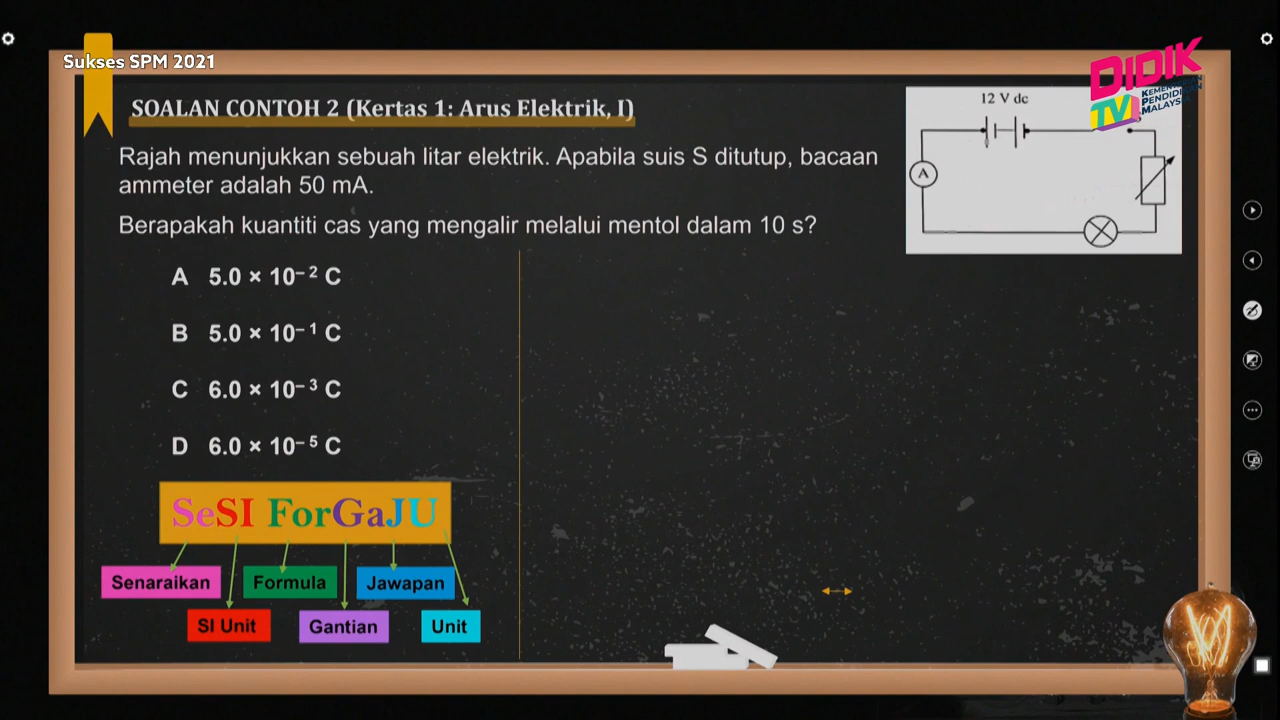 Sukses SPM 2021
SOALAN CONTOH 2 (Kertas 1: Arus Elektrik, I)
DIDIK
TV
KEMENTERIAN
PENDIDIKAN
MALAYSIA
12 V dc
Rajah menunjukkan sebuah litar elektrik. Apabila suis S ditutup, bacaan
ammeter adalah 50 mA.
A
Berapakah kuantiti cas yang mengalir melalui mentol dalam 10 s?
A 5.0 × 10⁻² C
B 5.0 × 10⁻¹ C
C 6.0 × 10⁻³ C
D 6.0 × 10⁻⁵ C
SeSI ForGaJU
Senaraikan Formula Jawapan
SI Unit Gantian Unit